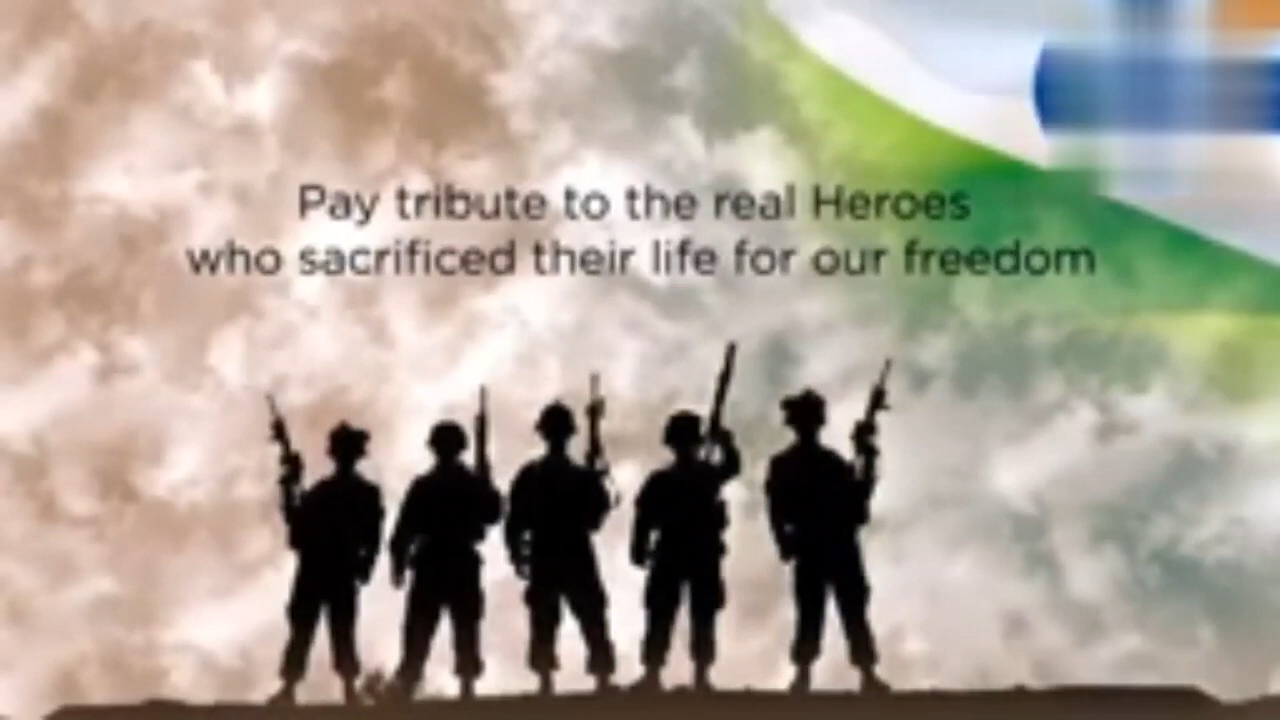 Pay tribute to the real Heroes
who sacrificed their life for our freedom